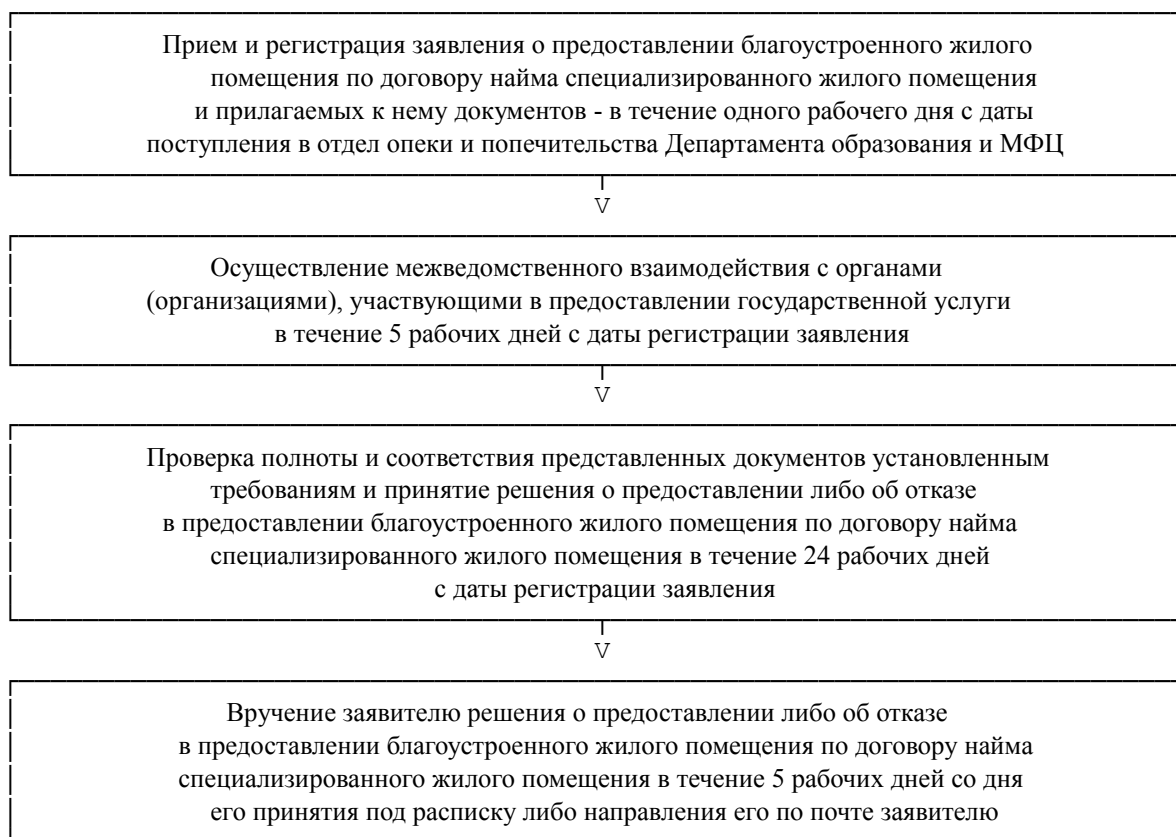 Прием и регистрация заявления о предоставлении благоустроенного жилого
помещения по договору найма специализированного жилого помещения
и прилагаемых к нему документов - в течение одного рабочего дня с даты
поступления в отдел опеки и попечительства Департамента образования и МФЦ
V
Осуществление межведомственного взаимодействия с органами
(организациями), участвующими в предоставлении государственной услуги
в течение 5 рабочих дней с даты регистрации заявления
V
Проверка полноты и соответствия представленных документов установленным
требованиям и принятие решения о предоставлении либо об отказе
в предоставлении благоустроенного жилого помещения по договору найма
специализированного жилого помещения в течение 24 рабочих дней
с даты регистрации заявления
V
Вручение заявителю решения о предоставлении либо об отказе
в предоставлении благоустроенного жилого помещения по договору найма
специализированного жилого помещения в течение 5 рабочих дней со дня
его принятия под расписку либо направления его по почте заявителю